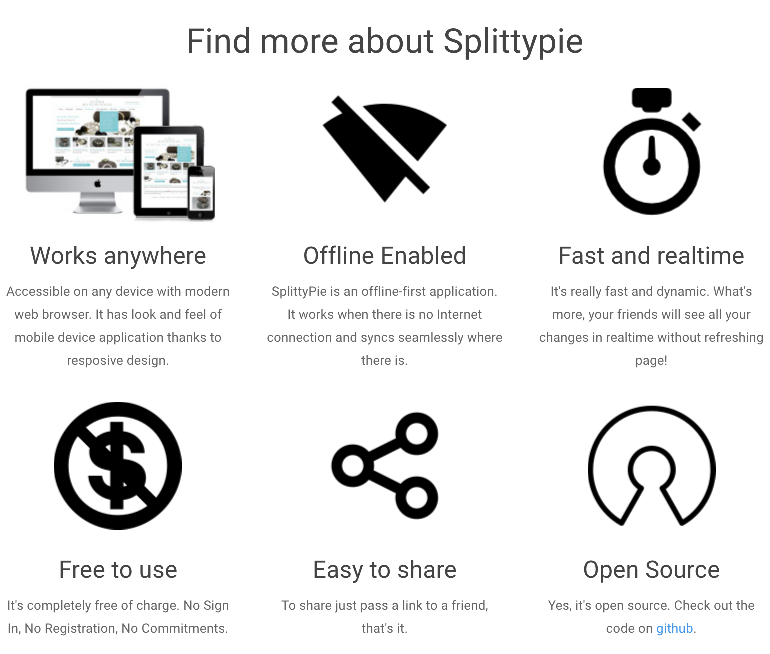 Find more about Splittypie
Works anywhere
Accessible on any device with modern
web browser. It has look and feel of
mobile device application thanks to
resposive design.
Offline Enabled
SplittyPie is an offline-first application.
It works when there is no Internet
connection and syncs seamlessly where
there is.
Fast and realtime
It's really fast and dynamic. What's
more, your friends will see all your
changes in realtime without refreshing
page!
Free to use
It's completely free of charge. No Sign
In, No Registration, No Commitments.
Easy to share
To share just pass a link to a friend,
that's it.
Open Source
Yes, it's open source. Check out the
code on github.